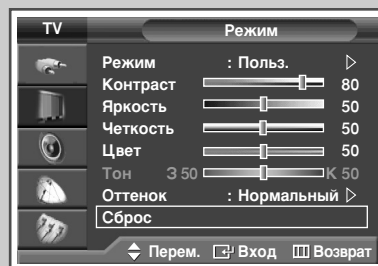 TV Режим
Режим : Польз.
Контраст 80
Яркость 50
Четкость 50
Цвет 50
Тон З 50 К 50
Оттенок : Нормальный
Сброс
Перем. Вход Возврат